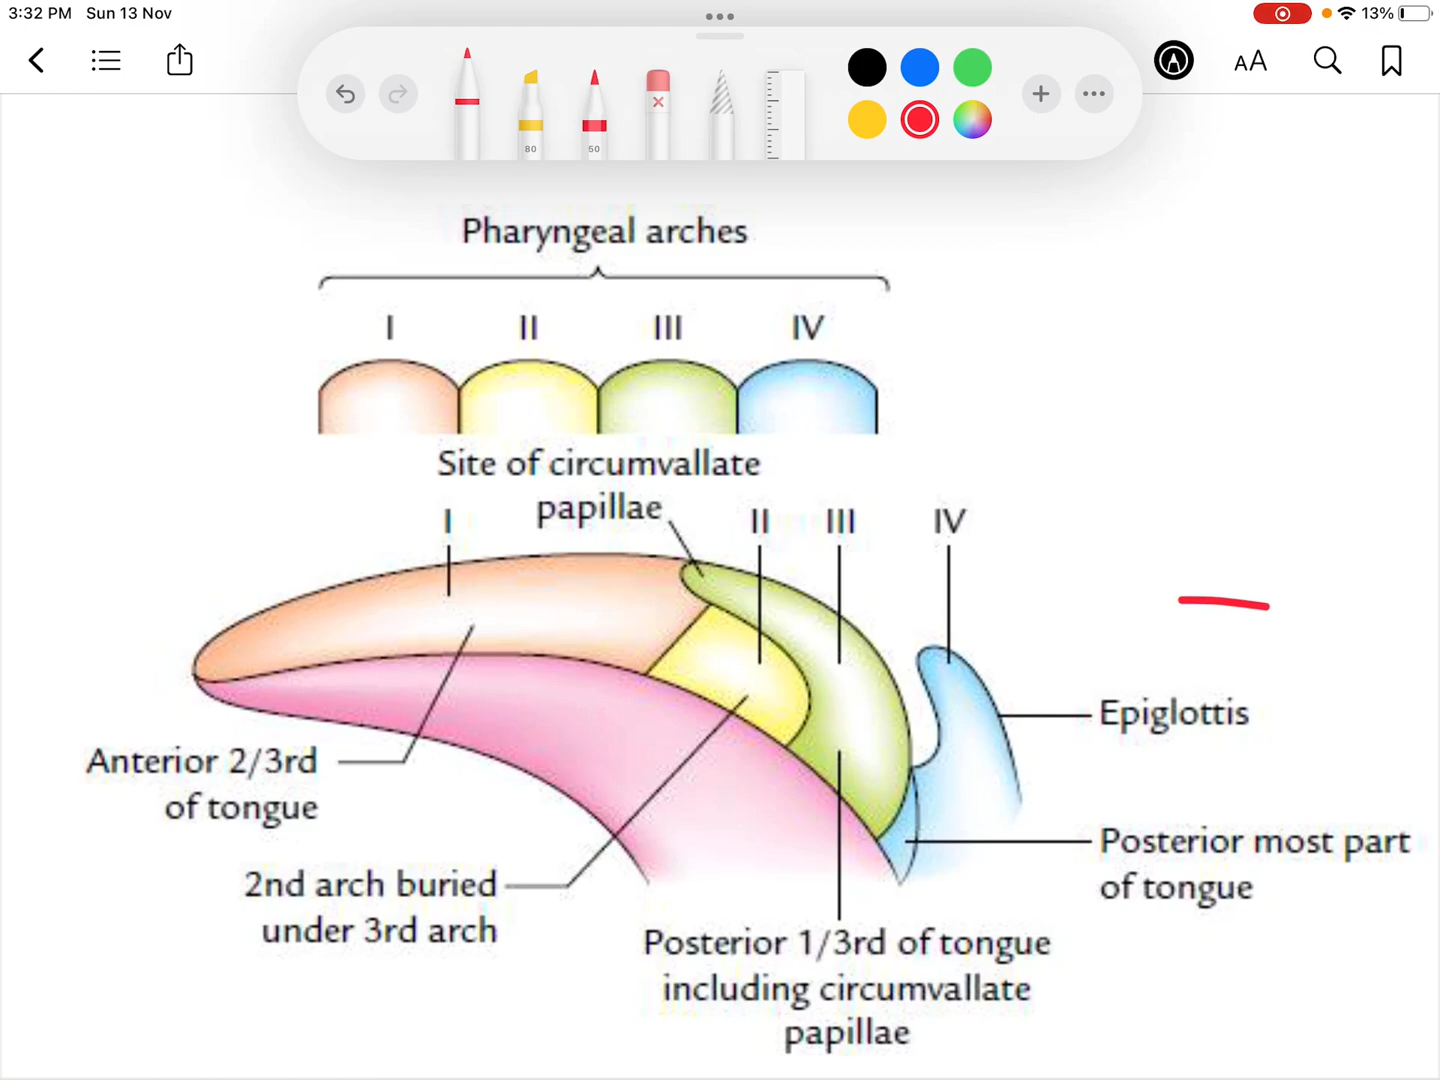 3:32 PM Sun 13 Nov
13%
AA
80
50
Pharyngeal arches
I II III IV
Site of circumvallate
papillae
I II III IV
Epiglottis
Anterior 2/3rd
of tongue
Posterior most part
of tongue
2nd arch buried
under 3rd arch
Posterior 1/3rd of tongue
including circumvallate
papillae